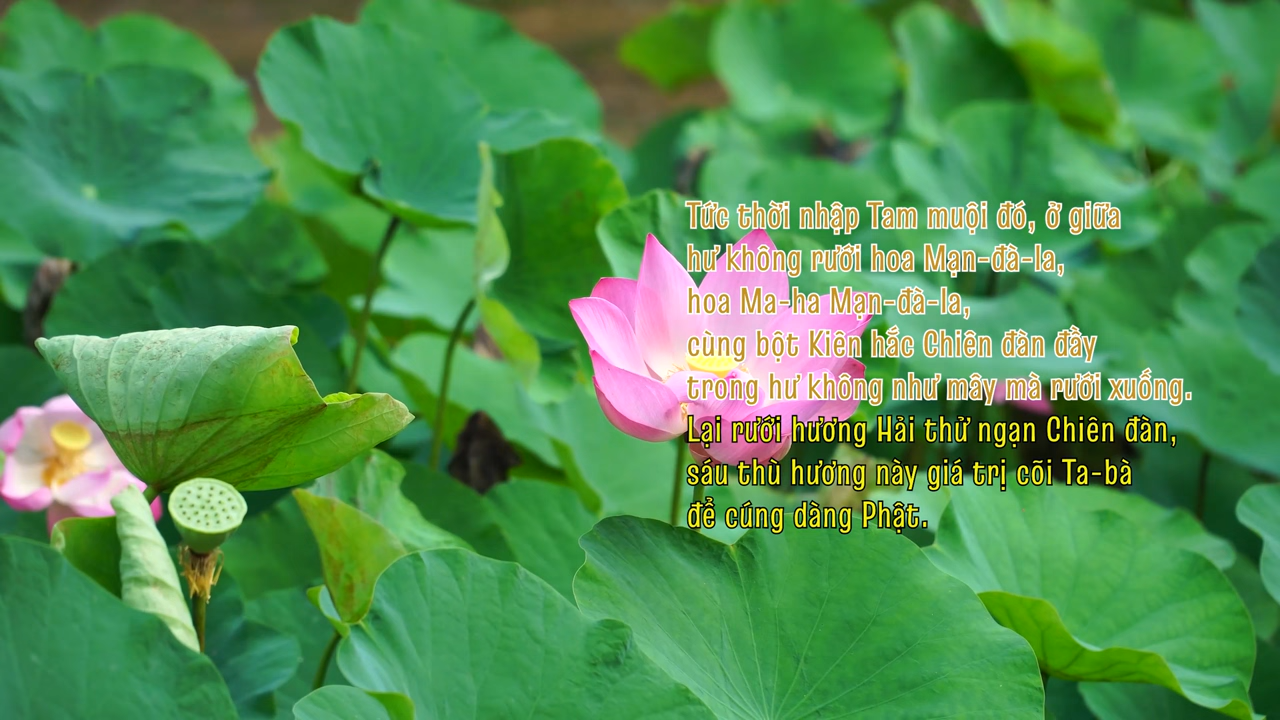 Tức thời nhập Tam muội đó, ở giữa
hư không rưới hoa Mạn-đà-la,
hoa Ma-ha Mạn-đà-la,
cùng bột Kiên hắc Chiên đàn đầy
trong hư không như mây mà rưới xuống.
Lại rưới hương Hải thử ngạn Chiên đàn,
sáu thù hương này giá trị cõi Ta-bà
để cúng dàng Phật.